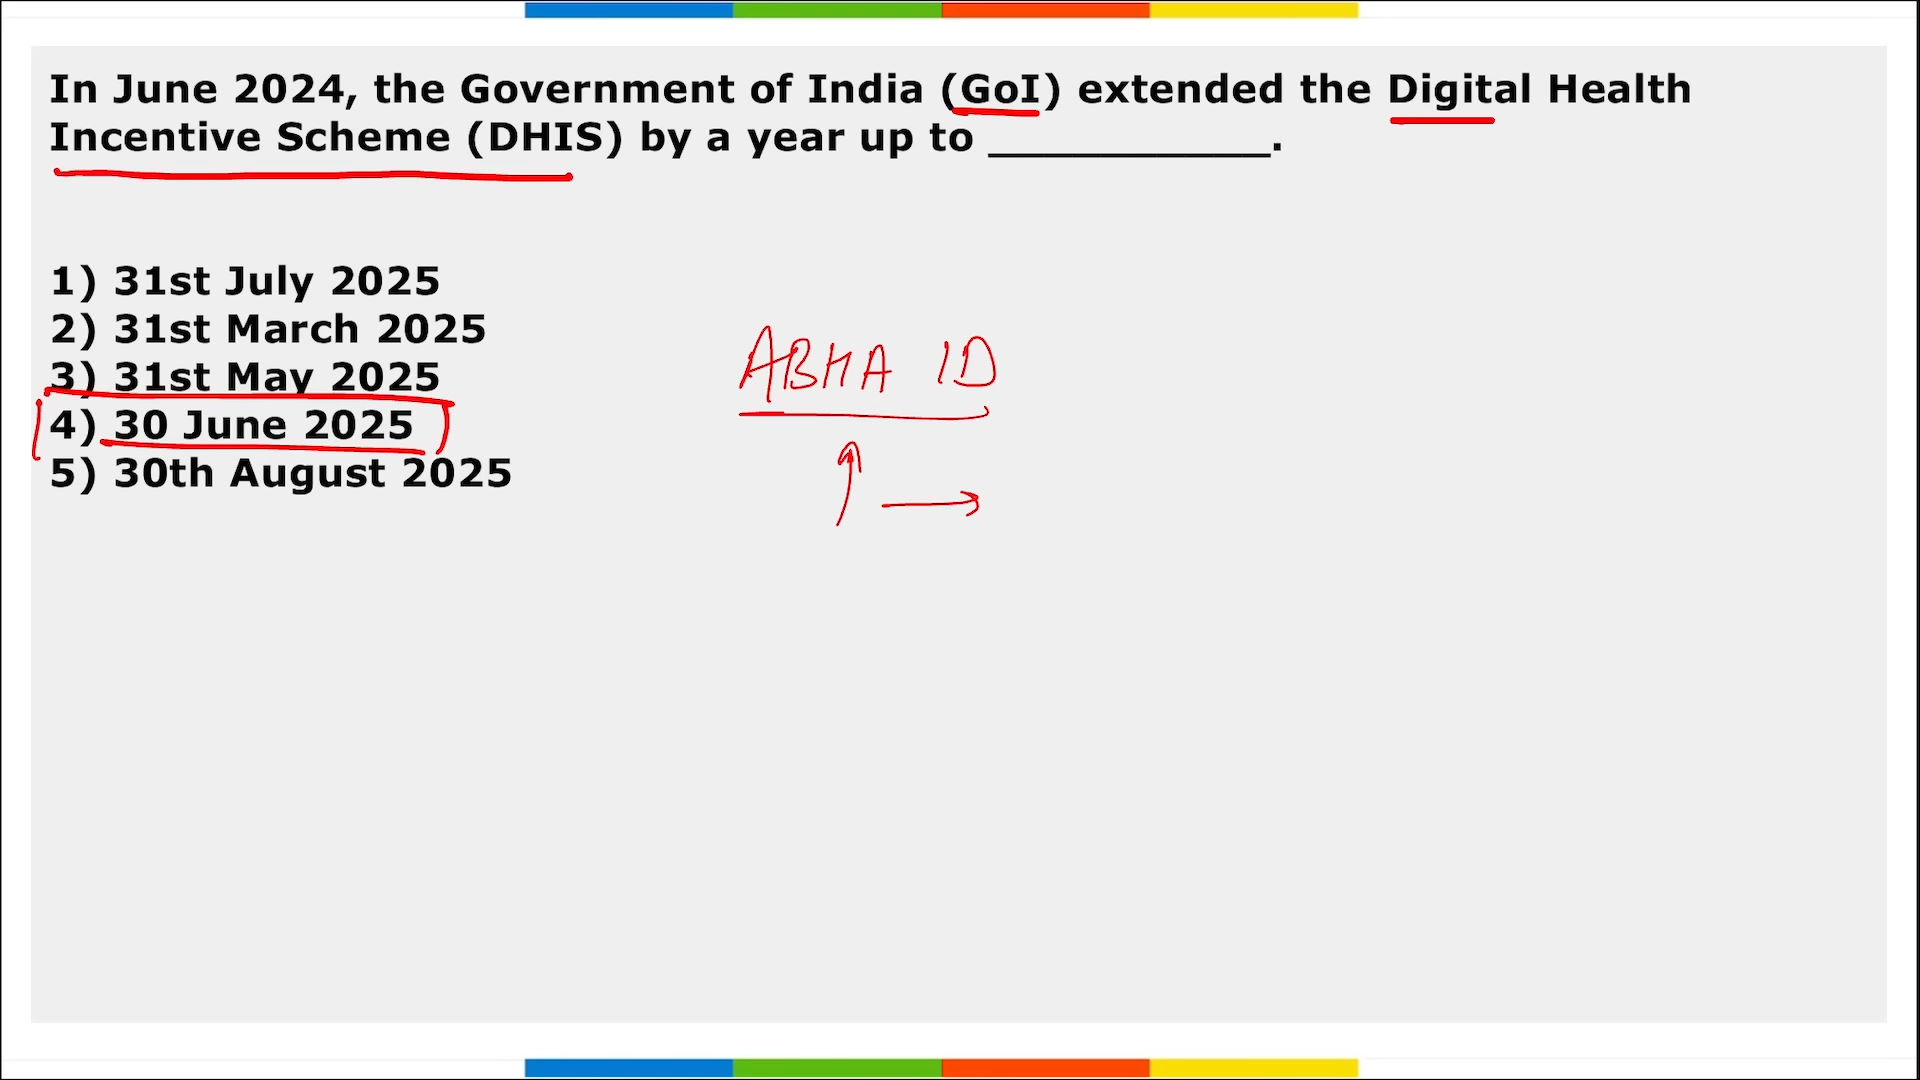 In June 2024, the Government of India (GoI) extended the Digital Health
Incentive Scheme (DHIS) by a year up to ___________.
1) 31st July 2025
2) 31st March 2025
3) 31st May 2025
4) 30 June 2025
5) 30th August 2025
ABHA ID